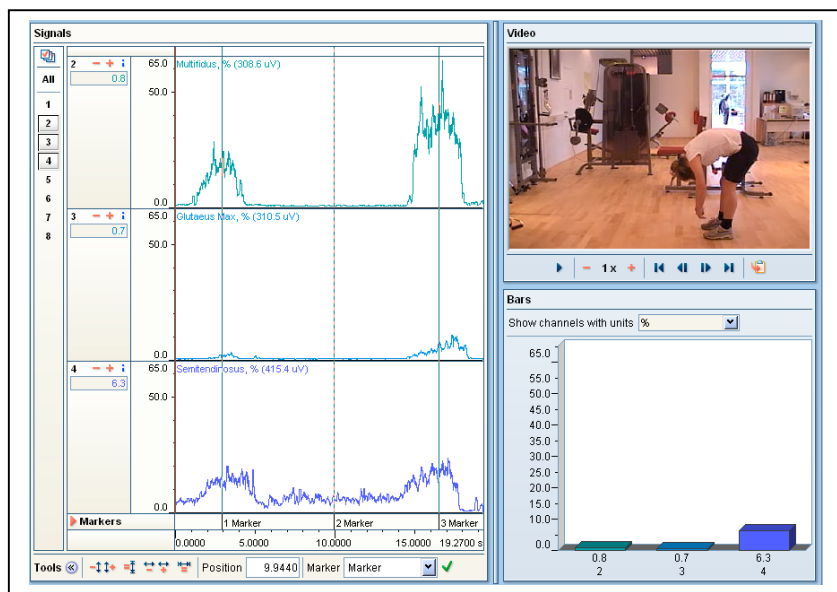 Signals
All
1
2
3
4
5
6
7
8
2 − + i
0.8
65.0
50.0
0.0
Multifidus, % (308.6 uV)
3 − + i
0.7
65.0
50.0
0.0
Glutaeus Max, % (310.5 uV)
4 − + i
6.3
65.0
50.0
0.0
Semitendinosus, % (415.4 uV)
Markers
1 Marker
2 Marker
3 Marker
0.0000 5.0000 10.0000 15.0000 19.2700 s
Tools Position 9.9440 Marker Marker
Video
1 x
Bars
Show channels with units %
65.0
55.0
50.0
45.0
40.0
35.0
30.0
25.0
20.0
15.0
10.0
0.0
0.8 0.7 6.3
2 3 4